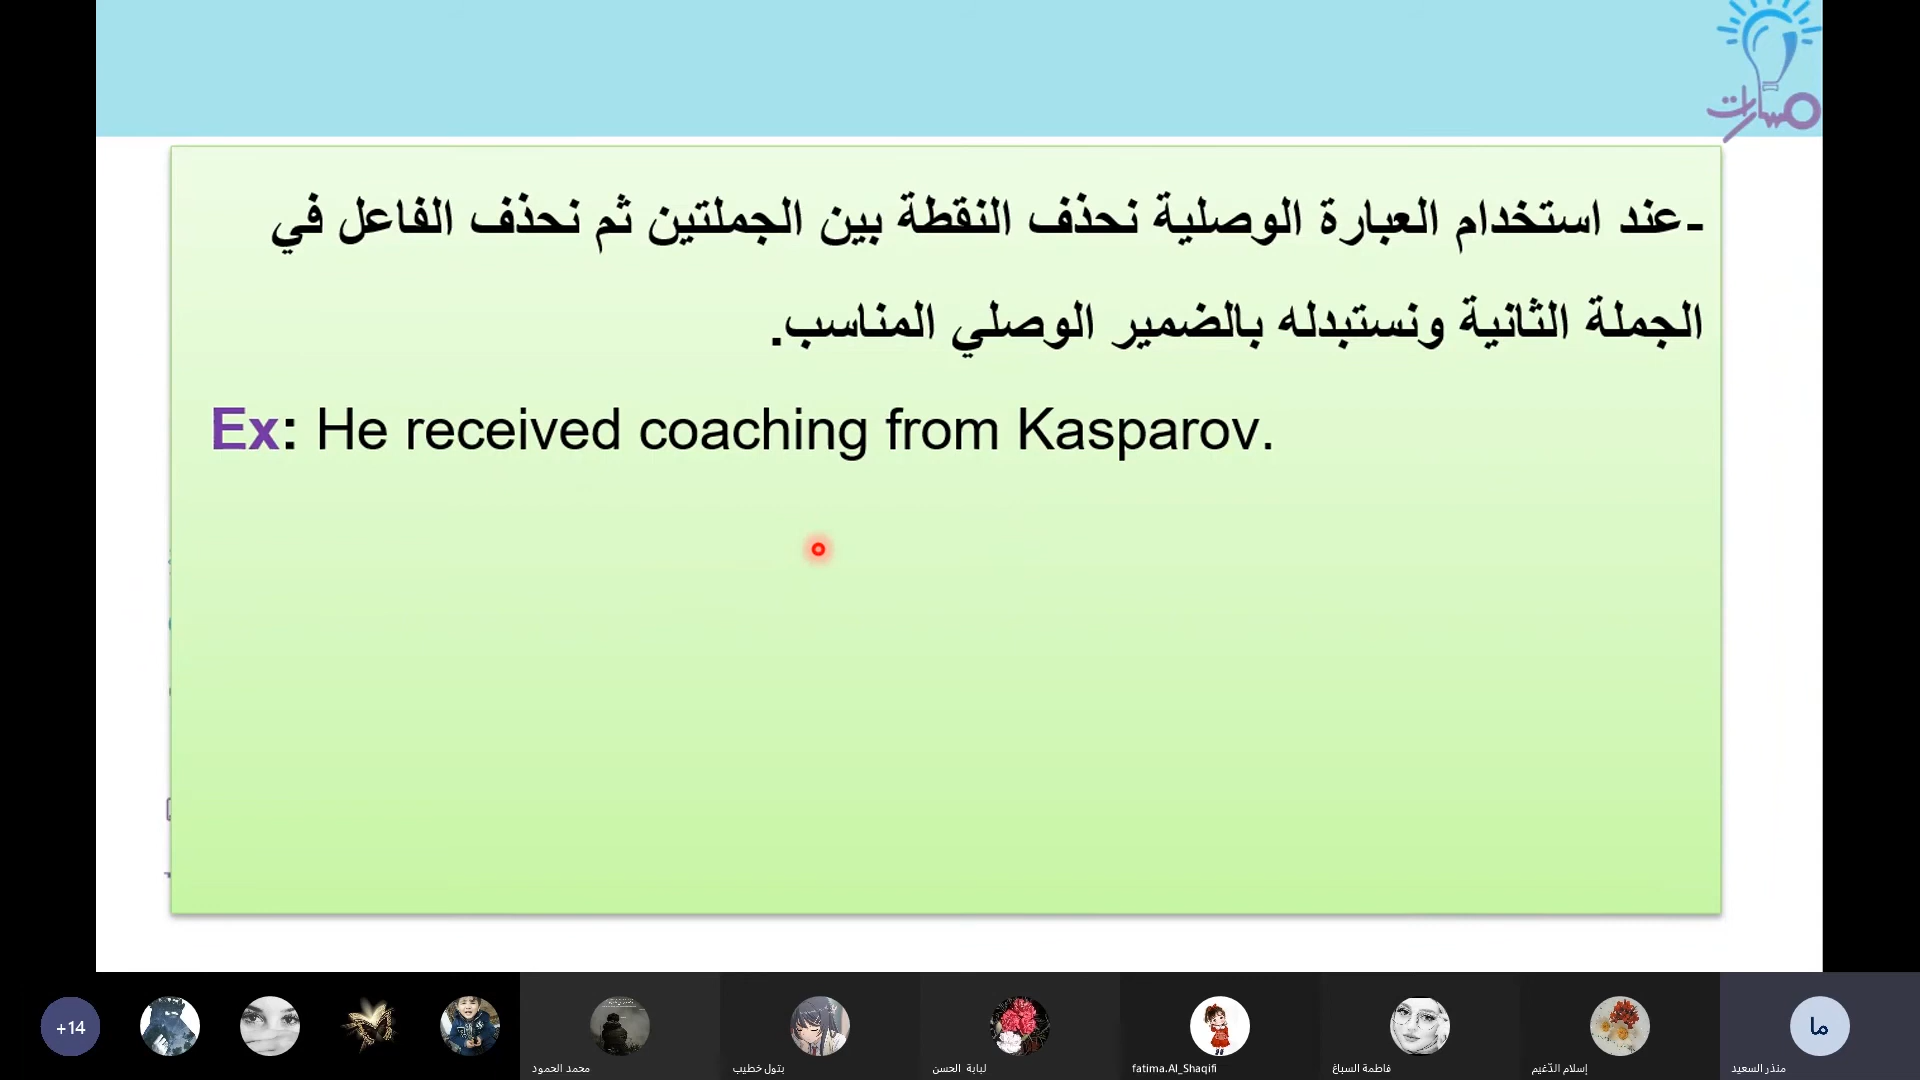 مسارات
-عند استخدام العبارة الوصلية نحذف النقطة بين الجملتين ثم نحذف الفاعل في
الجملة الثانية ونستبدله بالضمير الوصلي المناسب.
Ex: He received coaching from Kasparov.
+14
محمد الحمود
بتول خطيب
لبابة الحسن
fatima.Al_Shaqifi
فاطمة السباغ
إسلام الدّغيم
ما
منذر السعيد